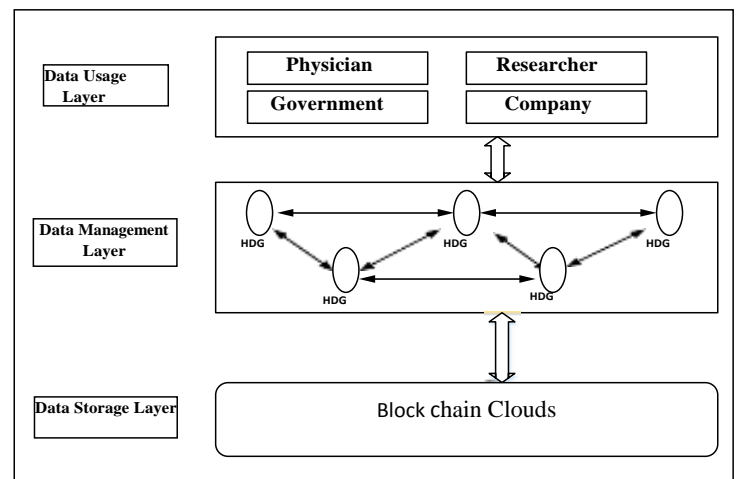 Data Usage
Layer
Physician
Researcher
Government
Company
Data Management
Layer
HDG
HDG
HDG
HDG
HDG
Data Storage Layer
Block chain Clouds